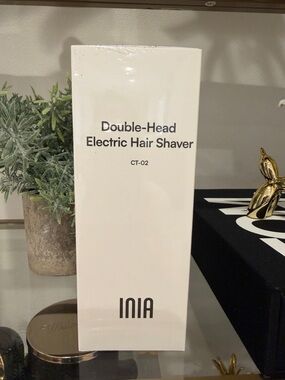 Double-Head
Electric Hair Shaver
CT-02
INIA